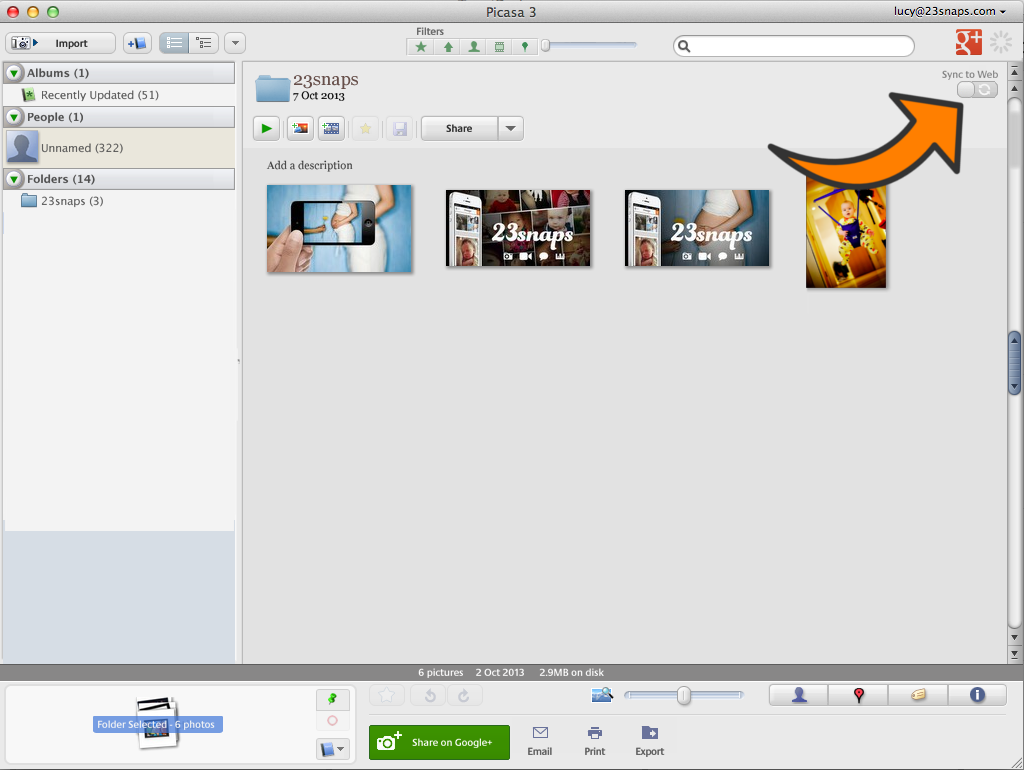 Picasa 3
lucy@23snaps.com
Import
Filters
Albums (1)
Recently Updated (51)
People (1)
Unnamed (322)
Folders (14)
23snaps (3)
23snaps
7 Oct 2013
Sync to Web
Share
Add a description
23snaps
23snaps
6 pictures 2 Oct 2013 2.9MB on disk
Folder Selected - 6 photos
Share on Google+
Email
Print
Export